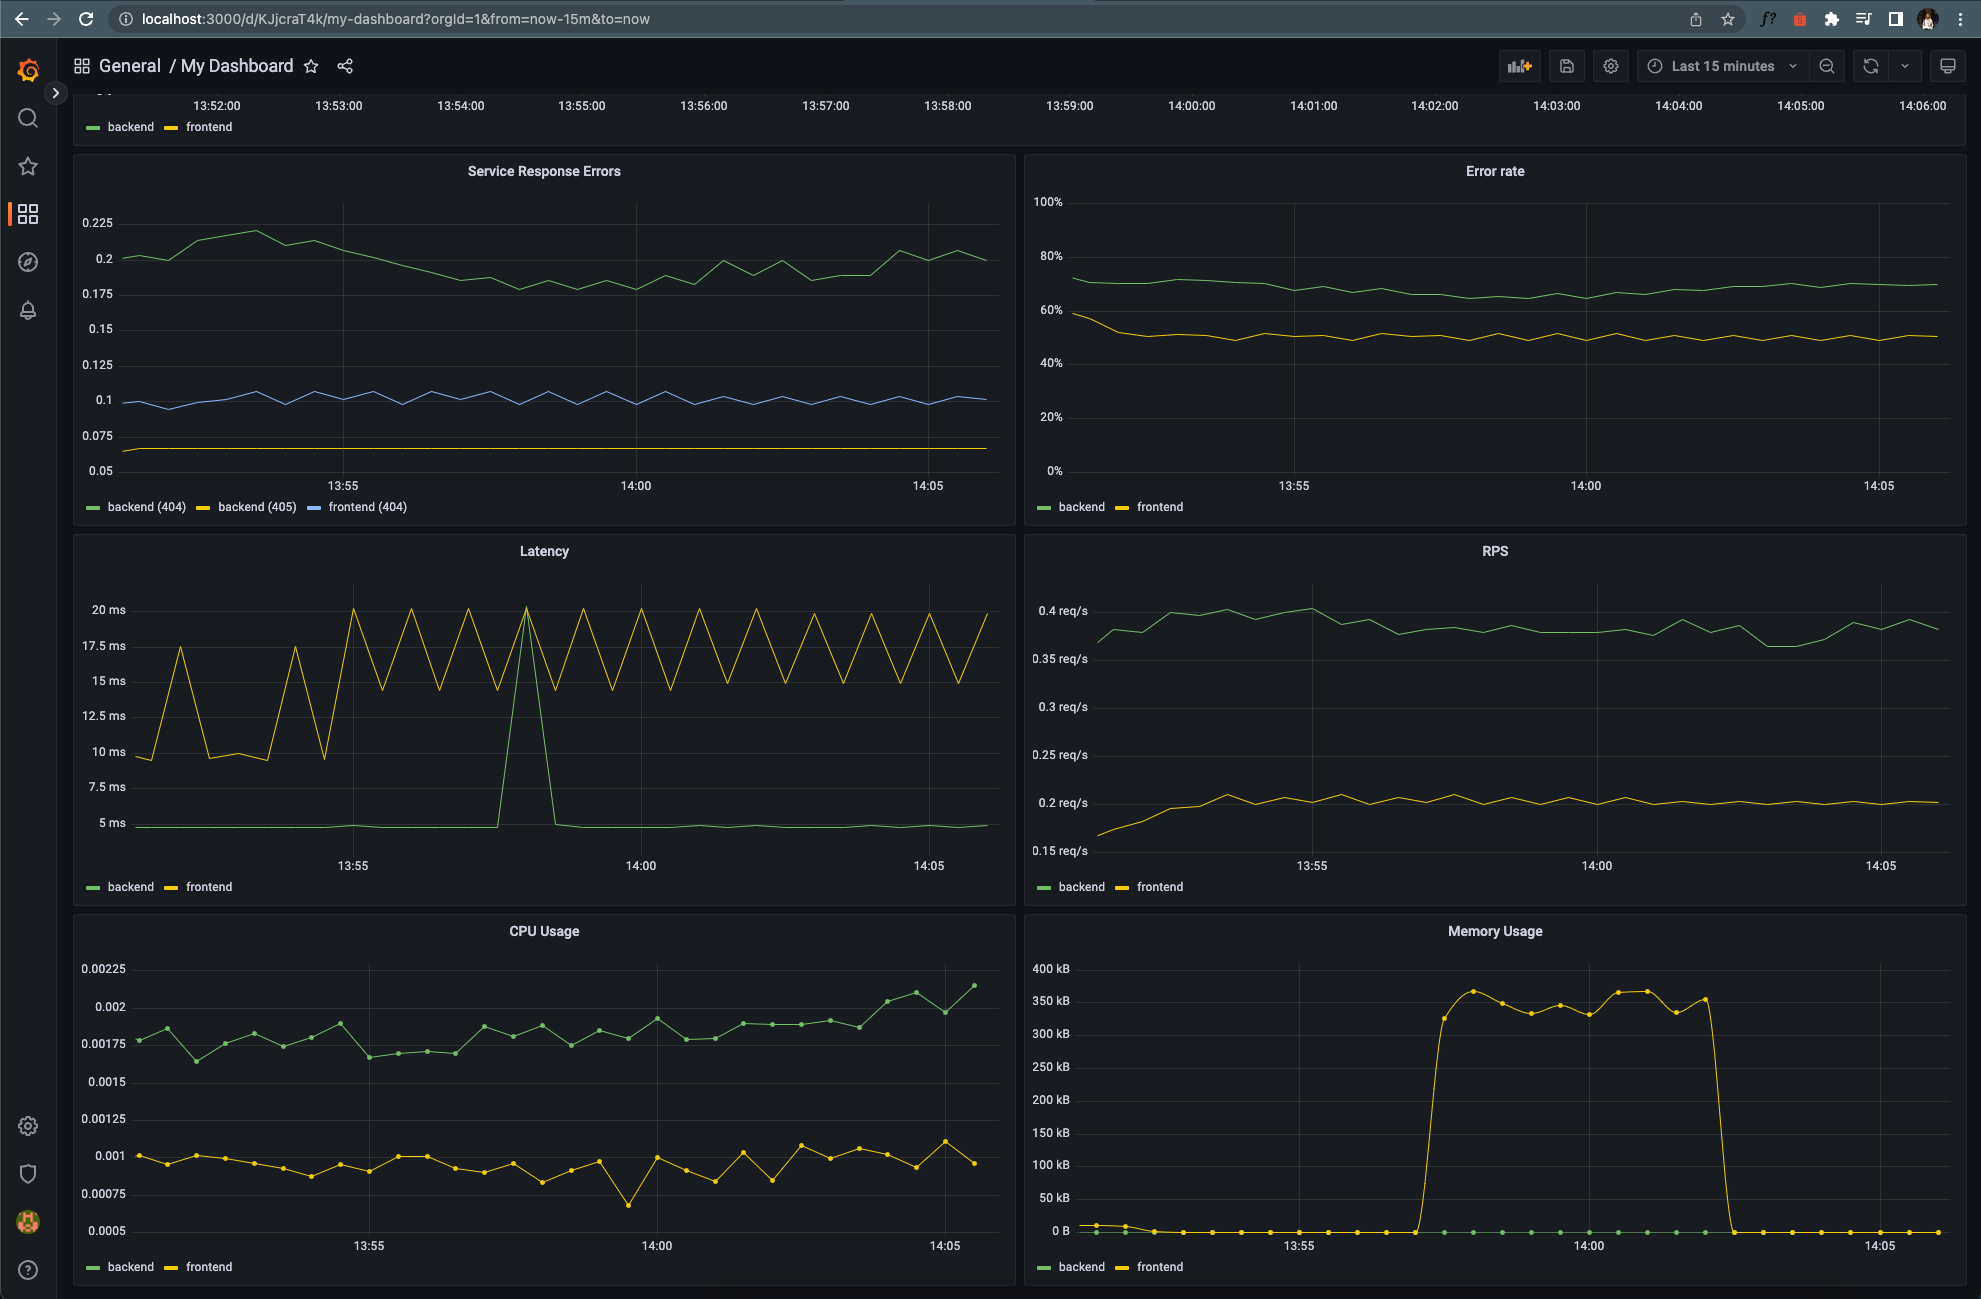 localhost:3000/d/KJjcraT4k/my-dashboard?orgId=1&from=now-15m&to=now
f?
General / My Dashboard
Last 15 minutes
13:52:00 13:53:00 13:54:00 13:55:00 13:56:00 13:57:00 13:58:00 13:59:00 14:00:00 14:01:00 14:02:00 14:03:00 14:04:00 14:05:00 14:06:00
backend frontend
Service Response Errors
0.225
0.2
0.175
0.15
0.125
0.1
0.075
0.05
13:55 14:00 14:05
backend (404) backend (405) frontend (404)
Error rate
100%
80%
60%
40%
20%
0%
13:55 14:00 14:05
backend frontend
Latency
20 ms
17.5 ms
15 ms
12.5 ms
10 ms
7.5 ms
5 ms
13:55 14:00 14:05
backend frontend
RPS
0.4 req/s
0.35 req/s
0.3 req/s
0.25 req/s
0.2 req/s
0.15 req/s
13:55 14:00 14:05
backend frontend
CPU Usage
0.00225
0.002
0.00175
0.0015
0.00125
0.001
0.00075
0.0005
13:55 14:00 14:05
backend frontend
Memory Usage
400 kB
350 kB
300 kB
250 kB
200 kB
150 kB
100 kB
50 kB
0 B
13:55 14:00 14:05
backend frontend